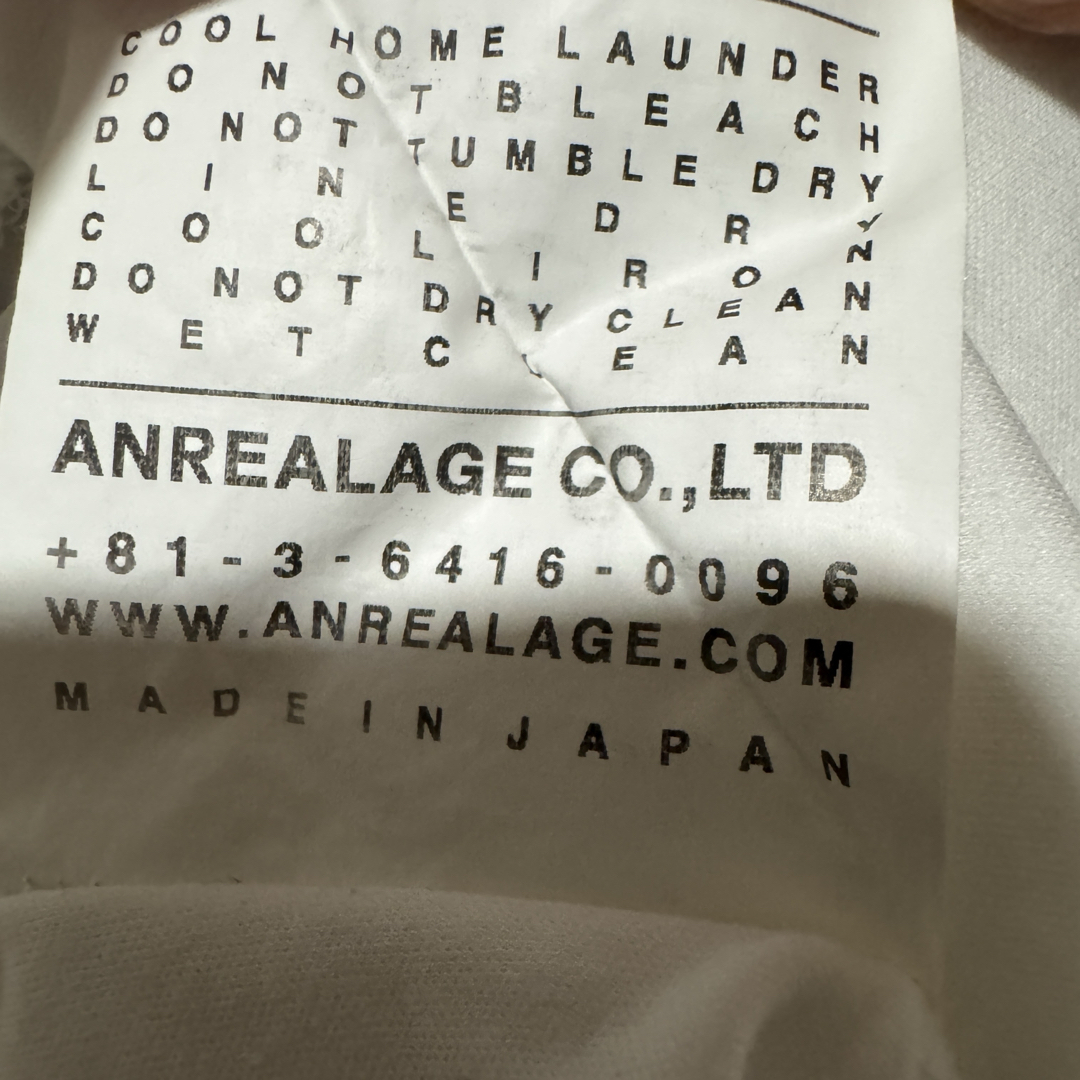 COOL HOME LAUNDER
DO NOT BLEACH
DO NOT TUMBLE DRY
LINE DRY
COOL IRON
DO NOT DRY CLEAN
WET CLEAN
ANREALAGE CO.,LTD
+81-3-6416-0096
WWW.ANREALAGE.COM
MADE IN JAPAN